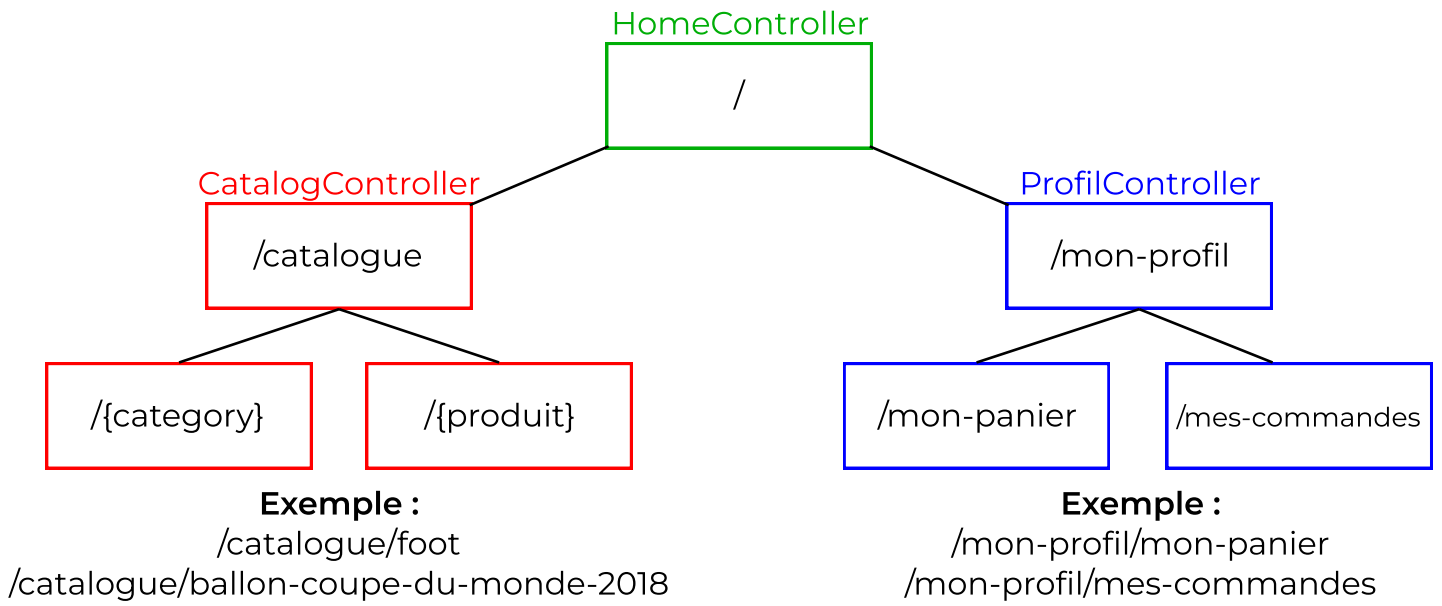 HomeController
/
CatalogController
ProfilController
/catalogue
/mon-profil
/{category}
/{produit}
/mon-panier
/mes-commandes
Exemple :
/catalogue/foot
/catalogue/ballon-coupe-du-monde-2018
Exemple :
/mon-profil/mon-panier
/mon-profil/mes-commandes